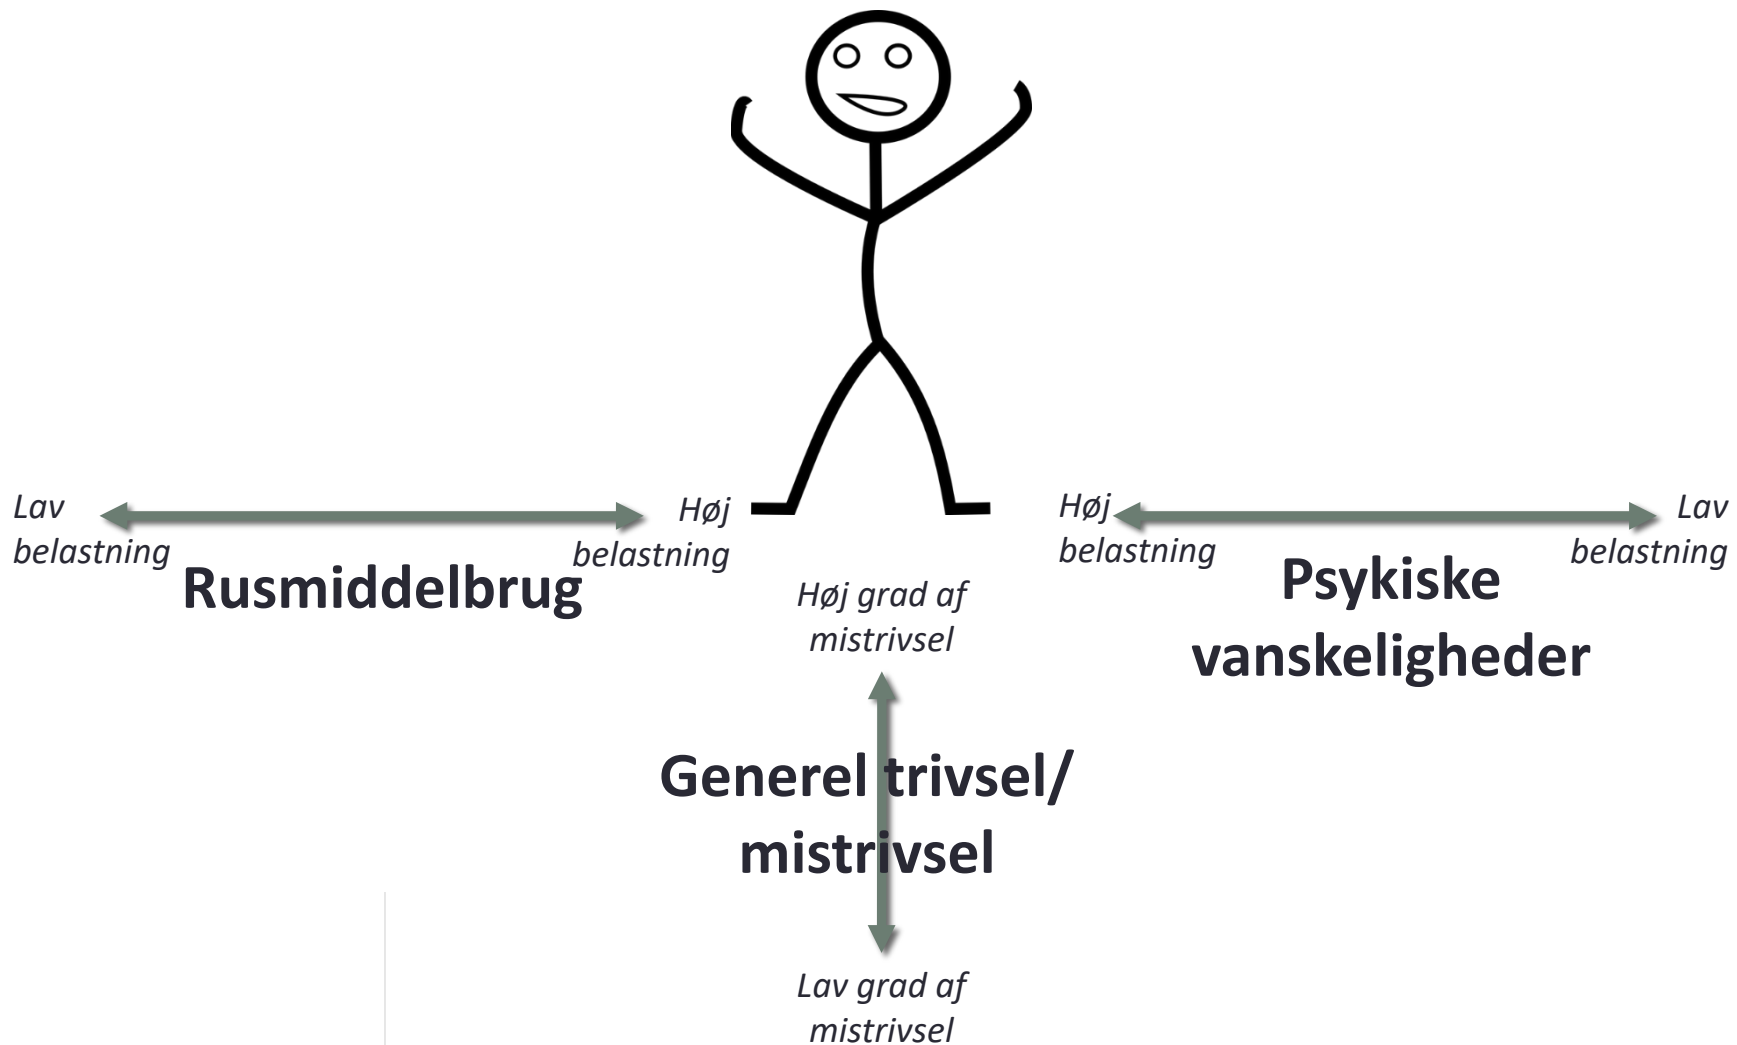 Lav
belastning
Rusmiddelbrug
Høj
belastning
Høj
belastning
Psykiske
vanskeligheder
Lav
belastning
Høj grad af
mistrivsel
Generel trivsel/
mistrivsel
Lav grad af
mistrivsel